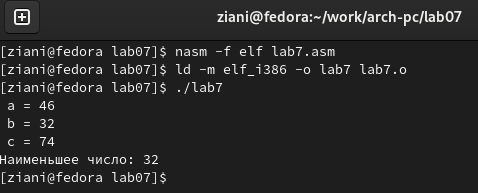 ziani@fedora:~/work/arch-pc/lab07
[ziani@fedora lab07]$ nasm -f elf lab7.asm
[ziani@fedora lab07]$ ld -m elf_i386 -o lab7 lab7.o
[ziani@fedora lab07]$ ./lab7
a = 46
b = 32
c = 74
Наименьшее число: 32
[ziani@fedora lab07]$